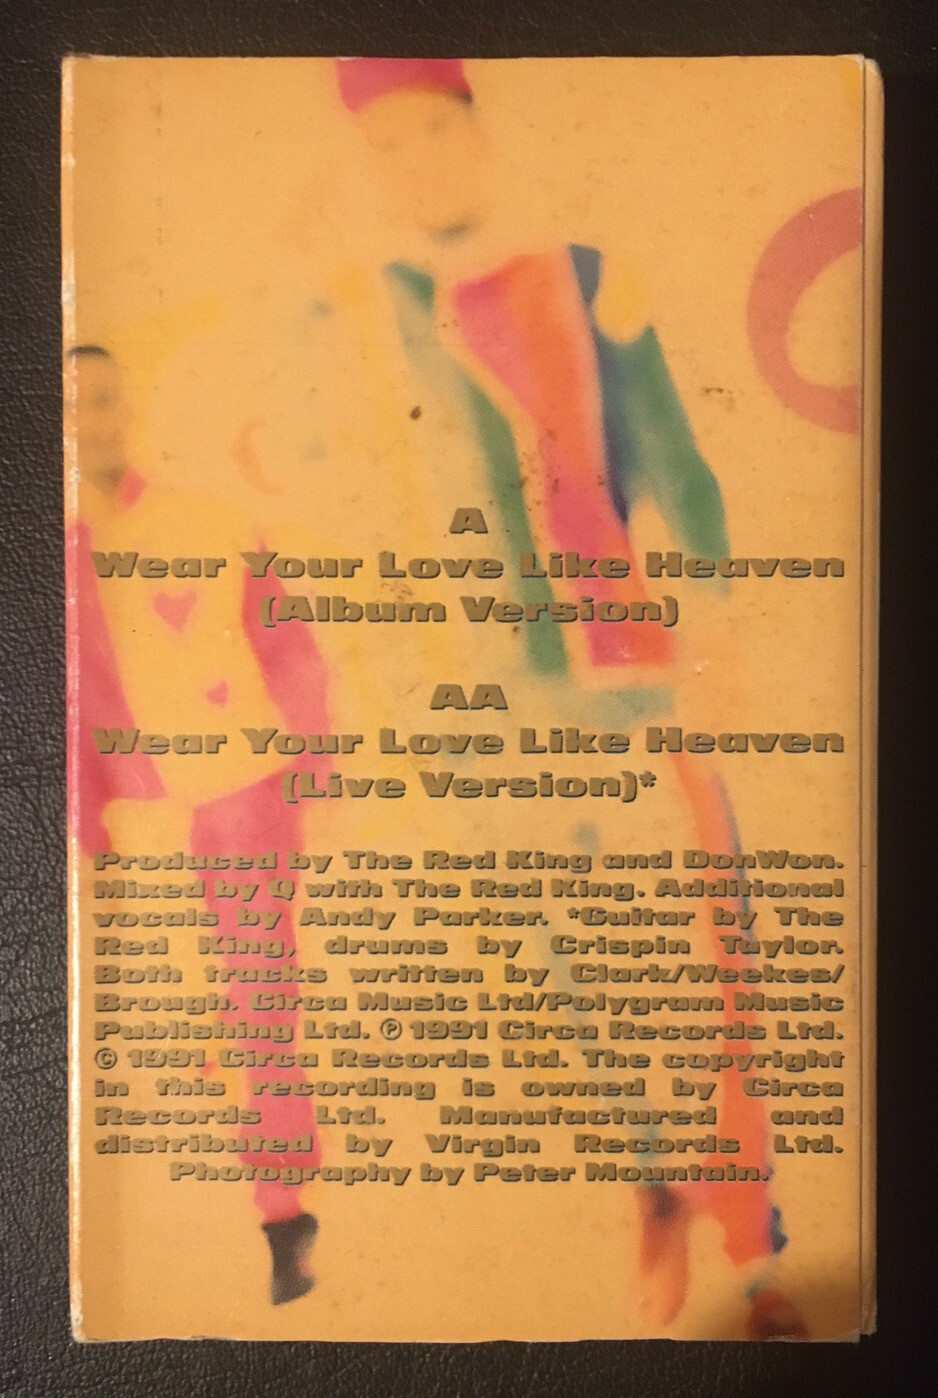 A
Wear Your Love Like Heaven
(Album Version)
AA
Wear Your Love Like Heaven
(Live Version)*
Produced by The Red King and DonWon.
Mixed by Q with The Red King. Additional
vocals by Andy Parker. *Guitar by The
Red King, drums by Crispin Taylor.
Both tracks written by Clark/Weekes/
Brough. Circa Music Ltd/Polygram Music
Publishing Ltd. ℗ 1991 Circa Records Ltd.
© 1991 Circa Records Ltd. The copyright
in this recording is owned by Circa
Records Ltd. Manufactured and
distributed by Virgin Records Ltd.
Photography by Peter Mountain.